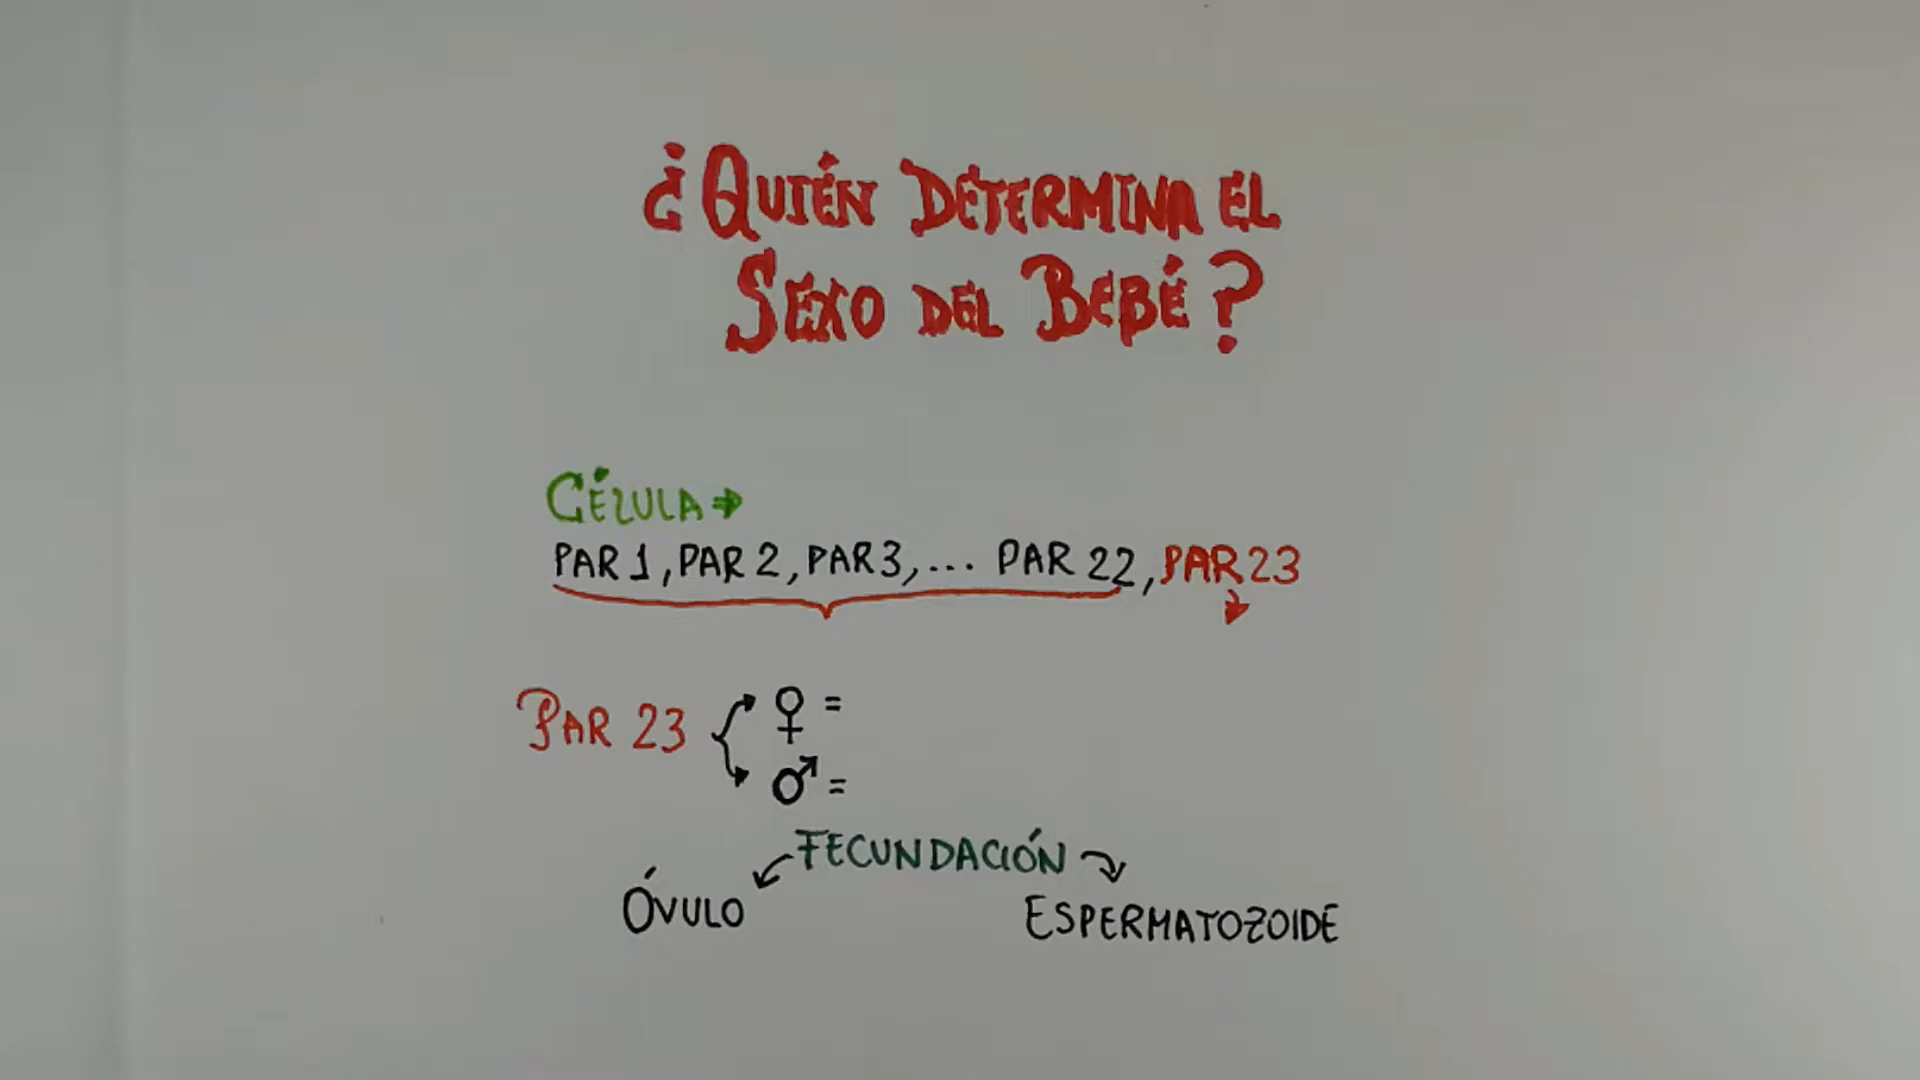 ¿QUIÉN DETERMINA EL
SEXO DEL BEBÉ?
CÉLULA →
PAR 1, PAR 2, PAR 3, ... PAR 22, PAR 23
PAR 23
♀ =
♂ =
FECUNDACIÓN
ÓVULO
ESPERMATOZOIDE